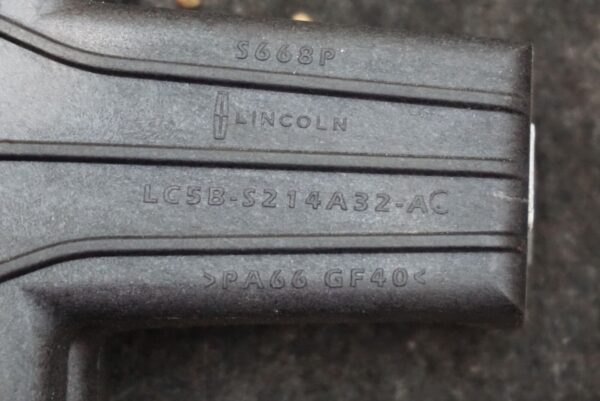 S668P
LINCOLN
LC5B-S214A32-AC
>PA66 GF40<